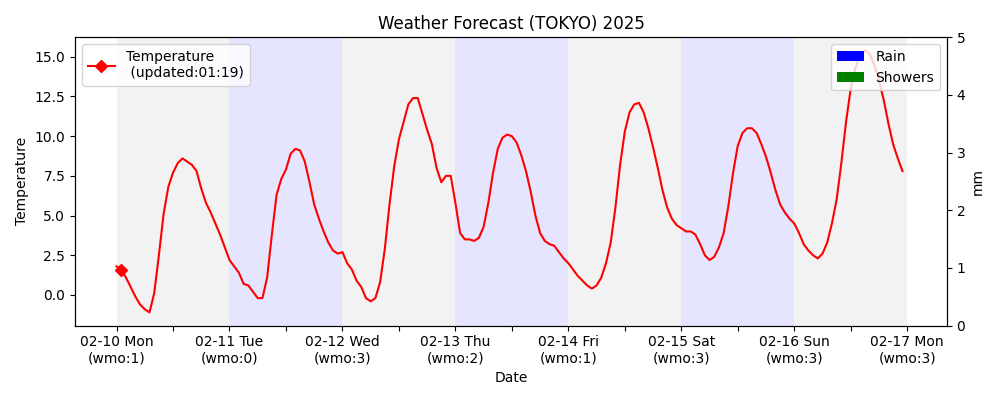 Weather Forecast (TOKYO) 2025
Temperature
(updated:01:19)
Rain
Showers
15.0
12.5
10.0
7.5
5.0
2.5
0.0
Temperature
5
4
3
2
1
0
mm
02-10 Mon
(wmo:1)
02-11 Tue
(wmo:0)
02-12 Wed
(wmo:3)
02-13 Thu
(wmo:2)
02-14 Fri
(wmo:1)
02-15 Sat
(wmo:3)
02-16 Sun
(wmo:3)
02-17 Mon
(wmo:3)
Date